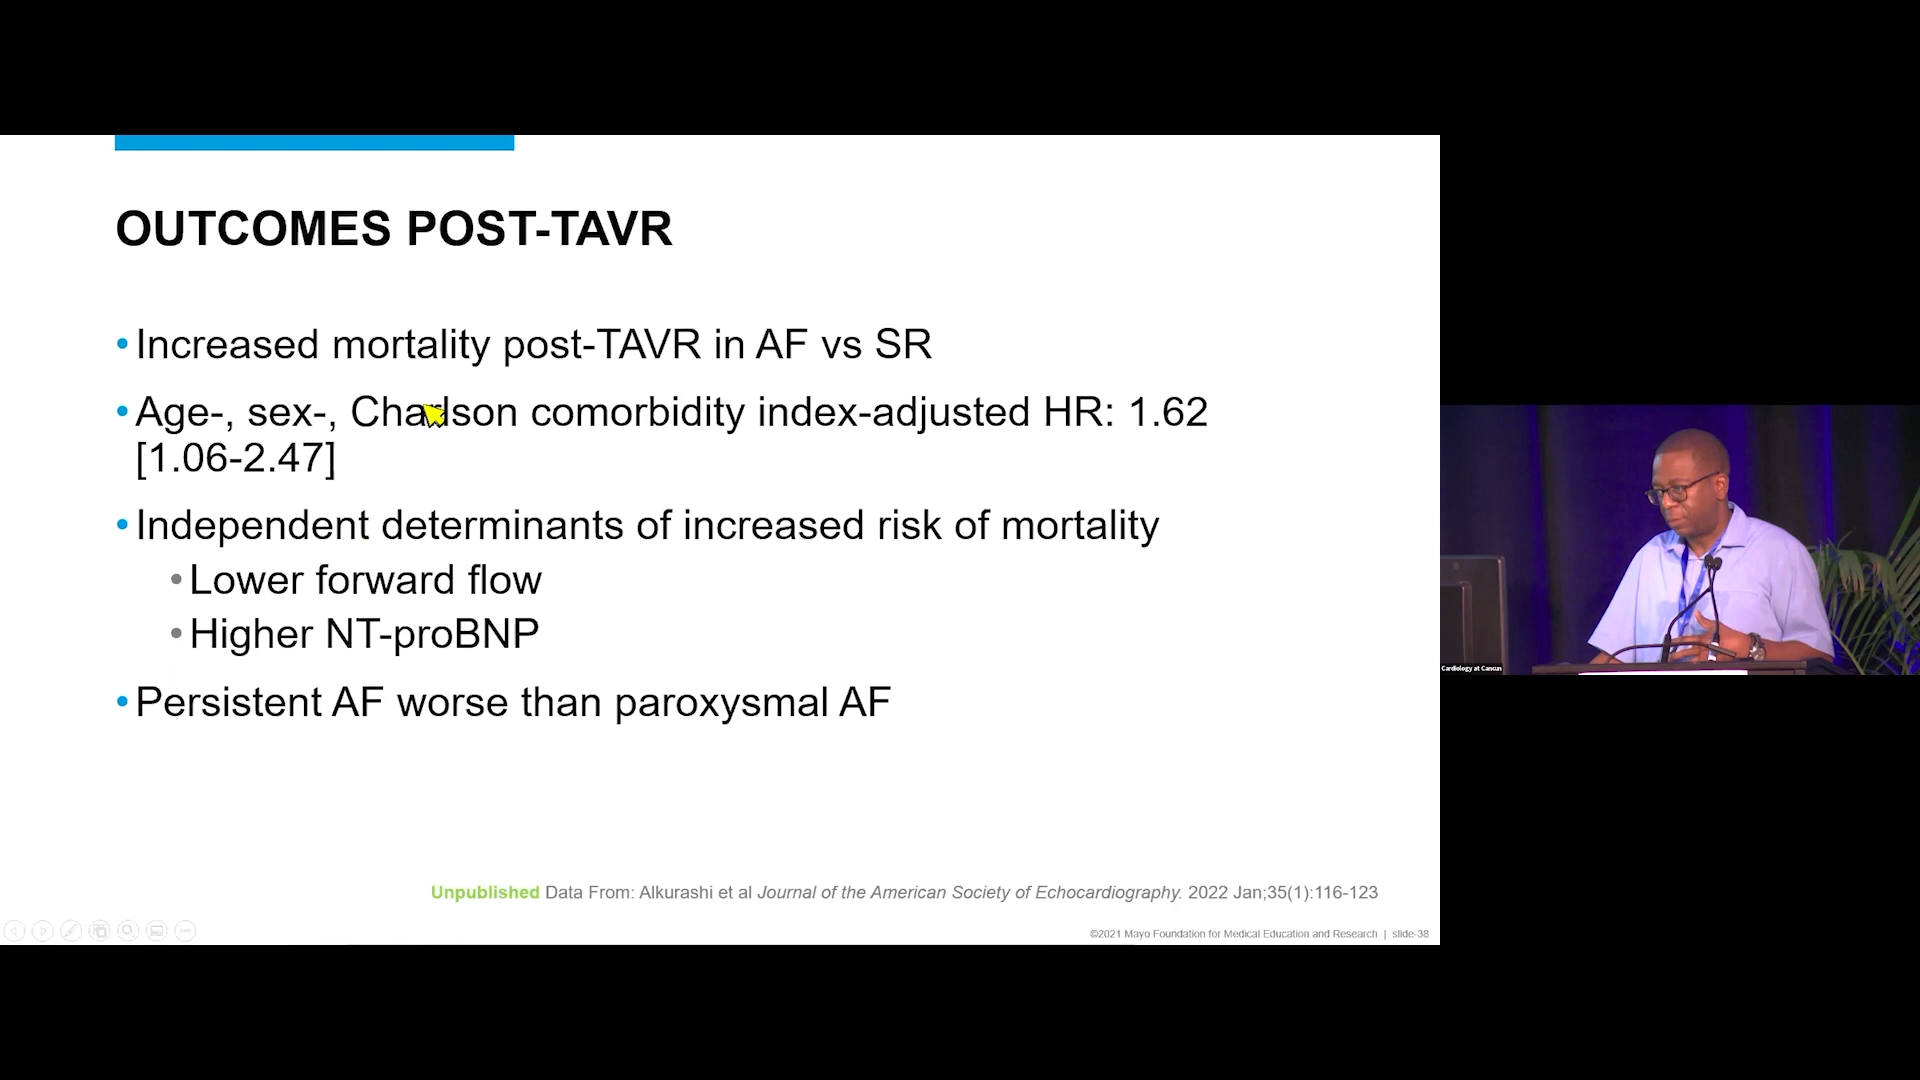 OUTCOMES POST-TAVR
•Increased mortality post-TAVR in AF vs SR
•Age-, sex-, Charlson comorbidity index-adjusted HR: 1.62
[1.06-2.47]
•Independent determinants of increased risk of mortality
•Lower forward flow
•Higher NT-proBNP
•Persistent AF worse than paroxysmal AF
Unpublished Data From: Alkurashi et al Journal of the American Society of Echocardiography. 2022 Jan;35(1):116-123
©2021 Mayo Foundation for Medical Education and Research | slide-38
Cardiology at Cancun